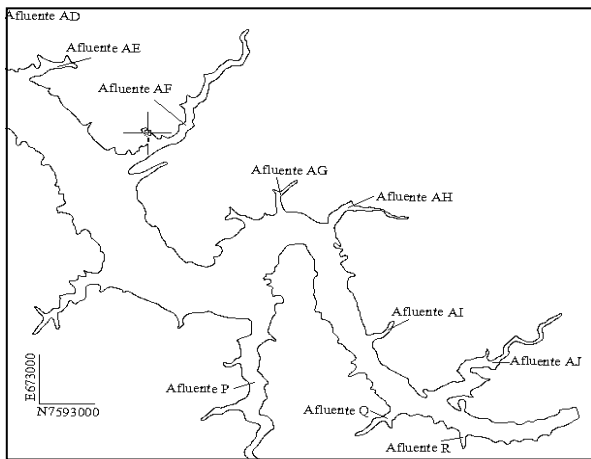 Afluente AD
Afluente AE
Afluente AF
Afluente AG
Afluente AH
Afluente AI
Afluente AJ
E673000
N7593000
Afluente P
Afluente Q
Afluente R